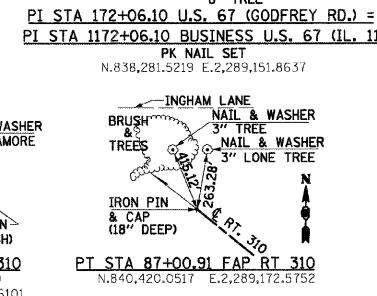 6" TREE
PI STA 172+06.10 U.S. 67 (GODFREY RD.) =
PI STA 1172+06.10 BUSINESS U.S. 67 (IL. 11
PK NAIL SET
N.838,281.5219 E.2,289,151.8637
INGHAM LANE
BRUSH
&
TREES
NAIL & WASHER
3" TREE
NAIL & WASHER
3" LONE TREE
415.12'
263.28'
IRON PIN
& CAP
(18" DEEP)
N
℄ RT. 310
PT STA 87+00.91 FAP RT 310
N.840,420.0517 E.2,289,172.5752
WASHER
AMORE
310
6101